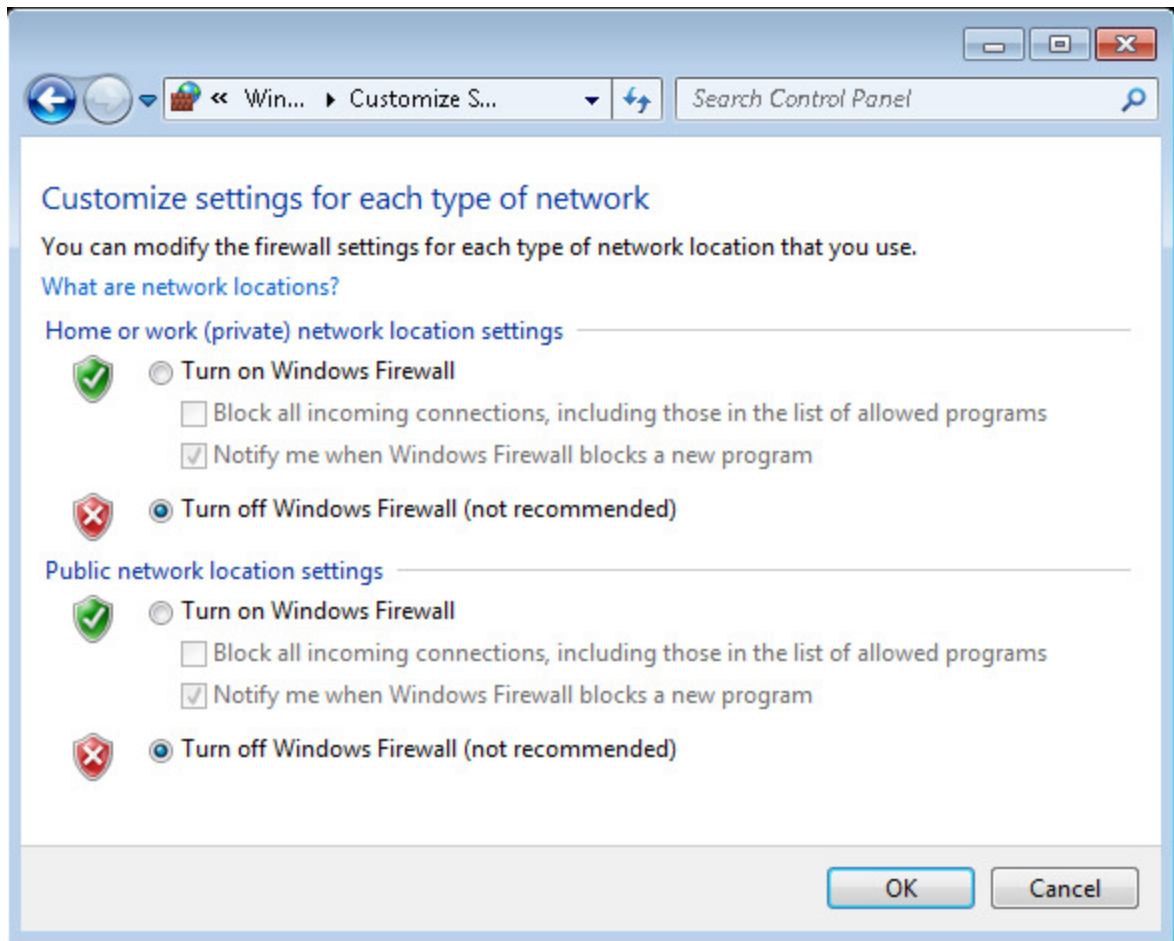 « Win... Customize S...
Search Control Panel
Customize settings for each type of network
You can modify the firewall settings for each type of network location that you use.
What are network locations?
Home or work (private) network location settings
Turn on Windows Firewall
Block all incoming connections, including those in the list of allowed programs
Notify me when Windows Firewall blocks a new program
Turn off Windows Firewall (not recommended)
Public network location settings
Turn on Windows Firewall
Block all incoming connections, including those in the list of allowed programs
Notify me when Windows Firewall blocks a new program
Turn off Windows Firewall (not recommended)
OK Cancel